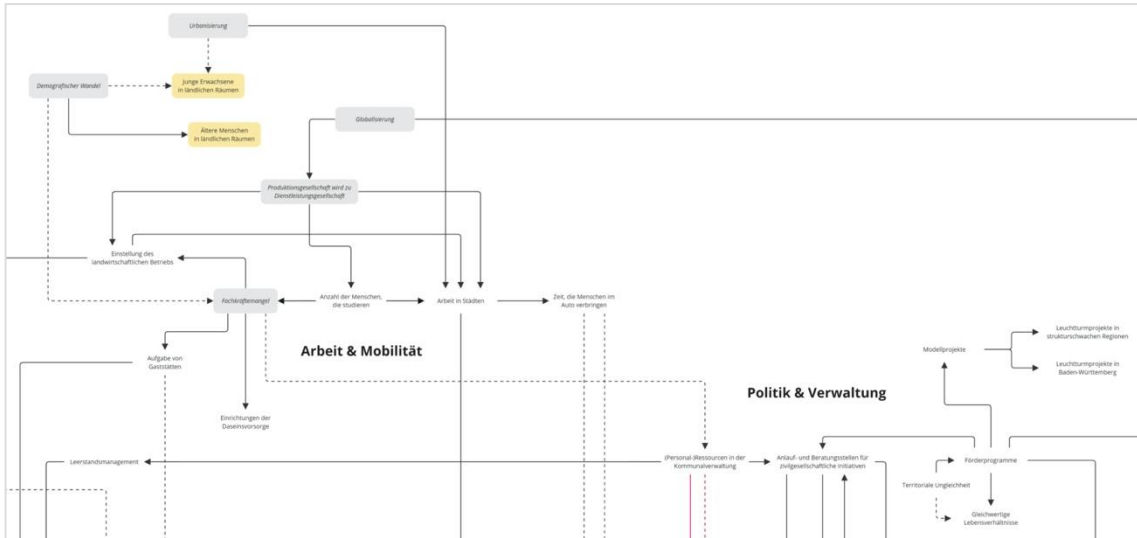 Urbanisierung
Demografischer Wandel
Junge Erwachsene
in ländlichen Räumen
Ältere Menschen
in ländlichen Räumen
Globalisierung
Produktionsgesellschaft wird zu
Dienstleistungsgesellschaft
Einstellung des
landwirtschaftlichen Betriebs
Fachkräftemangel
Anzahl der Menschen,
die studieren
Arbeit in Städten
Zeit, die Menschen im
Auto verbringen
Arbeit & Mobilität
Aufgabe von
Gaststätten
Einrichtungen der
Daseinsvorsorge
Modellprojekte
Leuchtturmprojekte in
strukturschwachen Regionen
Leuchtturmprojekte in
Baden-Württemberg
Politik & Verwaltung
Leerstandsmanagement
(Personal-)Ressourcen in der
Kommunalverwaltung
Anlauf- und Beratungsstellen für
zivilgesellschaftliche Initiativen
Förderprogramme
Territoriale Ungleichheit
Gleichwertige
Lebensverhältnisse